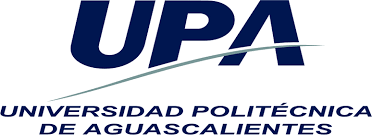 UPA
UNIVERSIDAD POLITÉCNICA
DE AGUASCALIENTES